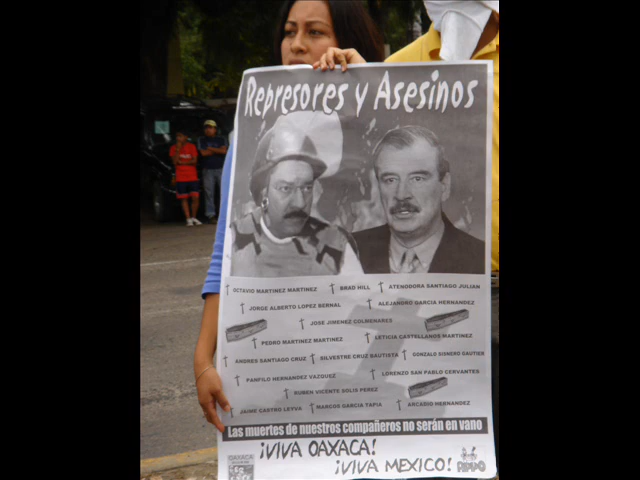 Represores y Asesinos
OCTAVIO MARTINEZ MARTINEZ BRAD HILL ATENODORA SANTIAGO JULIAN
JORGE ALBERTO LOPEZ BERNAL ALEJANDRO GARCIA HERNANDEZ
JOSE JIMENEZ COLMENARES
PEDRO MARTINEZ MARTINEZ LETICIA CASTELLANOS MARTINEZ
ANDRES SANTIAGO CRUZ SILVESTRE CRUZ BAUTISTA GONZALO SISNERO GAUTIER
PANFILO HERNANDEZ VAZQUEZ LORENZO SAN PABLO CERVANTES
RUBEN VICENTE SOLIS PEREZ
JAIME CASTRO LEYVA MARCOS GARCIA TAPIA ARCADIO HERNANDEZ
Las muertes de nuestros compañeros no serán en vano
¡VIVA OAXACA!
¡VIVA MEXICO!
OAXACA